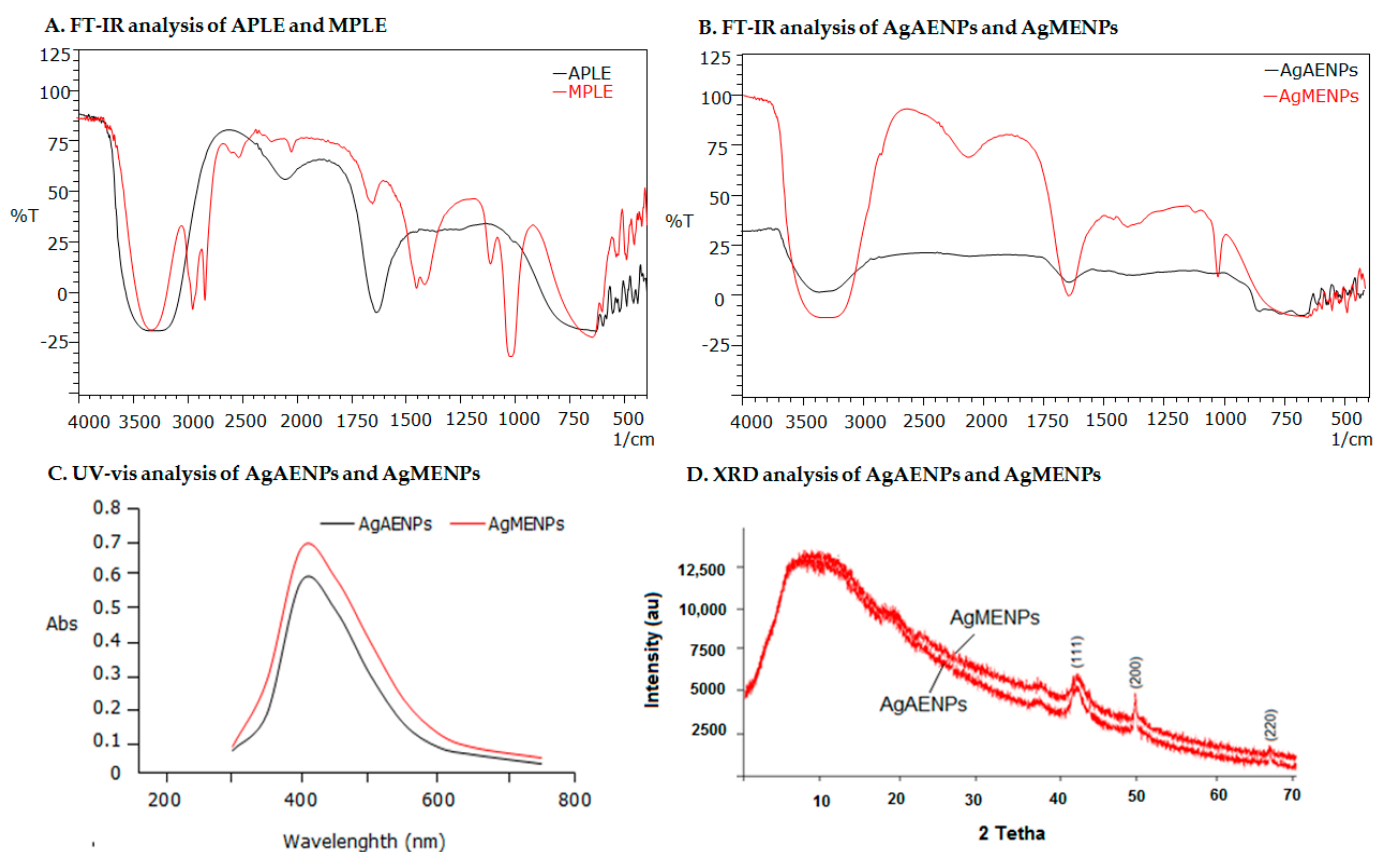 A. FT-IR analysis of APLE and MPLE
125
100
75
50
%T
25
0
-25
APLE
MPLE
4000 3500 3000 2500 2000 1750 1500 1250 1000 750 500
1/cm
B. FT-IR analysis of AgAENPs and AgMENPs
125
100
75
50
%T
25
0
-25
AgAENPs
AgMENPs
4000 3500 3000 2500 2000 1750 1500 1250 1000 750 500
1/cm
C. UV-vis analysis of AgAENPs and AgMENPs
0.8
0.7
0.6
0.5
Abs
0.4
0.3
0.2
0.1
0
AgAENPs AgMENPs
200 400 600 800
Wavelenghth (nm)
D. XRD analysis of AgAENPs and AgMENPs
Intensity (au)
12,500
10,000
7500
5000
2500
AgMENPs
AgAENPs
(111)
(200)
(220)
10 20 30 40 50 60 70
2 Tetha